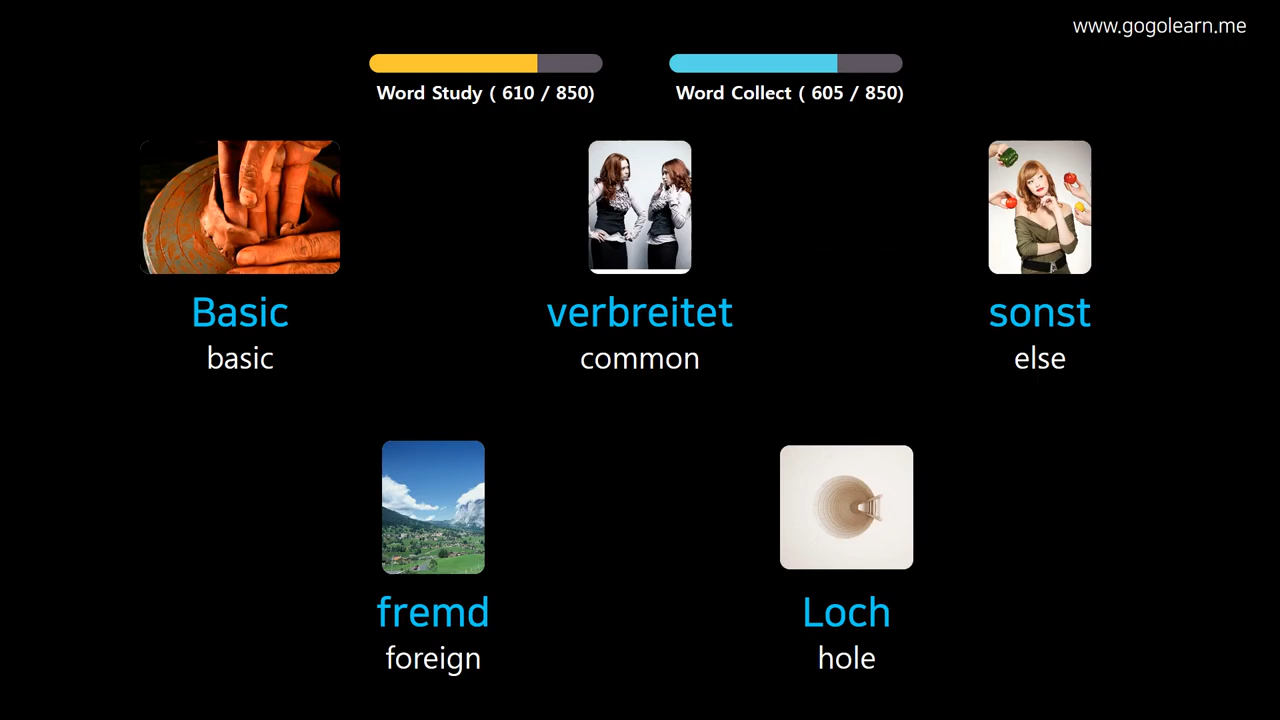 www.gogolearn.me
Word Study ( 610 / 850)
Word Collect ( 605 / 850)
Basic
basic
verbreitet
common
sonst
else
fremd
foreign
Loch
hole